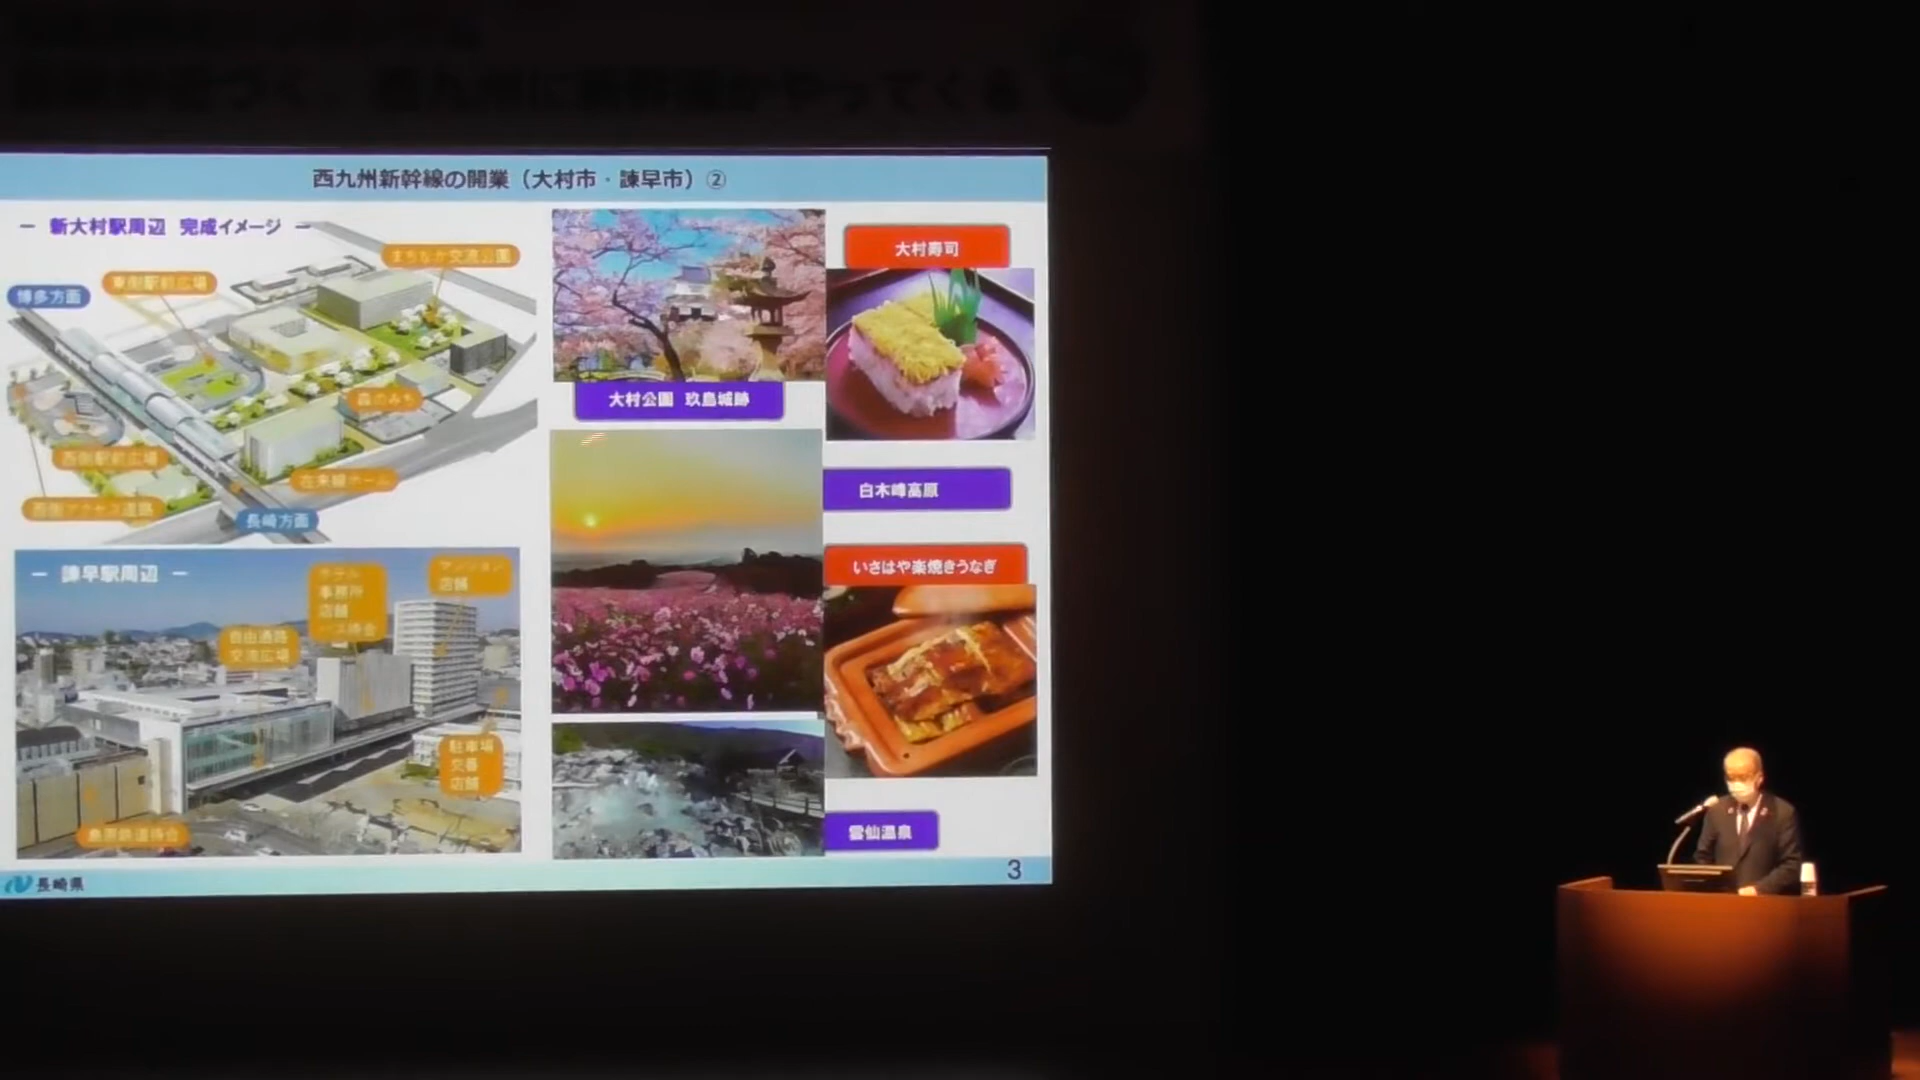 西九州新幹線の開業（大村市・諫早市）②
― 新大村駅周辺 完成イメージ ―
まちなか交流公園
東側駅前広場
博多方面
森のみち
西側駅前広場
在来線ホーム
西側アクセス道路
長崎方面
― 諫早駅周辺 ―
ホテル
事務所
店舗
バス待合
マンション
店舗
自由通路
交流広場
駐車場
交番
店舗
島原鉄道待合
大村公園 玖島城跡
大村寿司
白木峰高原
いさはや楽焼きうなぎ
雲仙温泉
長崎県
3